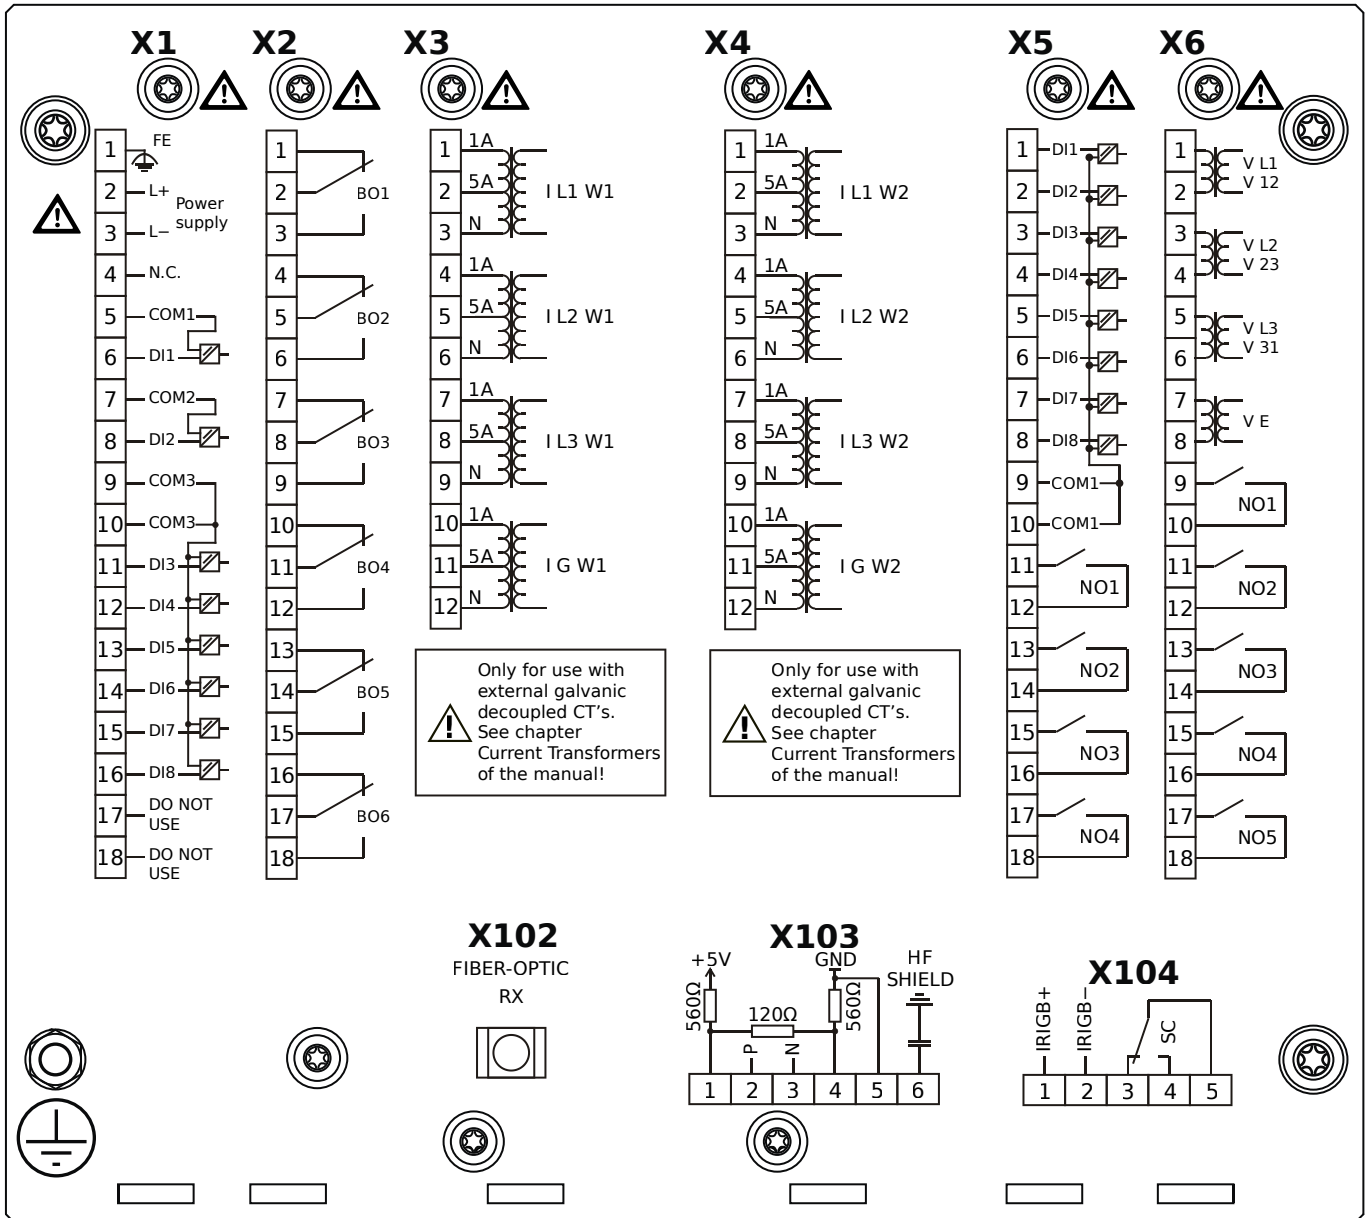 X1
X2
X3
X4
X5
X6
1 FE
2 L+
Power
supply
3 L−
4 N.C.
5 COM1
6 DI1
7 COM2
8 DI2
9 COM3
10 COM3
11 DI3
12 DI4
13 DI5
14 DI6
15 DI7
16 DI8
17 DO NOT
USE
18 DO NOT
USE
1
2 BO1
3
4
5 BO2
6
7
8 BO3
9
10
11 BO4
12
13
14 BO5
15
16
17 BO6
18
1 1A
2 5A I L1 W1
3 N
4 1A
5 5A I L2 W1
6 N
7 1A
8 5A I L3 W1
9 N
10 1A
11 5A I G W1
12 N
Only for use with
external galvanic
decoupled CT's.
See chapter
Current Transformers
of the manual!
1 1A
2 5A I L1 W2
3 N
4 1A
5 5A I L2 W2
6 N
7 1A
8 5A I L3 W2
9 N
10 1A
11 5A I G W2
12 N
Only for use with
external galvanic
decoupled CT's.
See chapter
Current Transformers
of the manual!
1 DI1
2 DI2
3 DI3
4 DI4
5 DI5
6 DI6
7 DI7
8 DI8
9 COM1
10 COM1
11
NO1
12
13
NO2
14
15
NO3
16
17
NO4
18
1
V L1
V 12
2
3
V L2
V 23
4
5
V L3
V 31
6
7
V E
8
9
NO1
10
11
NO2
12
13
NO3
14
15
NO4
16
17
NO5
18
X102
FIBER-OPTIC
RX
X103
+5V
GND
HF
SHIELD
560Ω
120Ω
560Ω
P
N
1 2 3 4 5 6
X104
IRIGB+
IRIGB−
SC
1 2 3 4 5